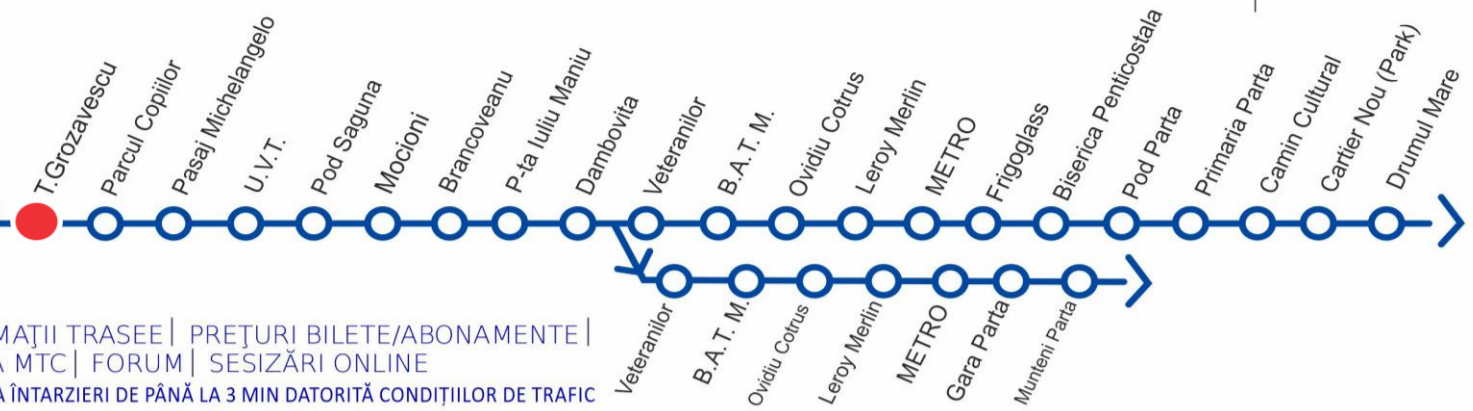 T.Grozavescu
Parcul Copiilor
Pasaj Michelangelo
U.V.T.
Pod Saguna
Mocioni
Brancoveanu
P-ta Iuliu Maniu
Dambovita
Veteranilor
B.A.T.M.
Ovidiu Cotrus
Leroy Merlin
METRO
Frigoglass
Biserica Penticostala
Pod Parta
Primaria Parta
Camin Cultural
Cartier Nou (Park)
Drumul Mare
Veteranilor
B.A.T.M.
Ovidiu Cotrus
Leroy Merlin
METRO
Gara Parta
Munteni Parta
MAȚII TRASEE| PREȚURI BILETE/ABONAMENTE|
A MTC| FORUM| SESIZĂRI ONLINE
A ÎNTARZIERI DE PÂNĂ LA 3 MIN DATORITĂ CONDIȚIILOR DE TRAFIC